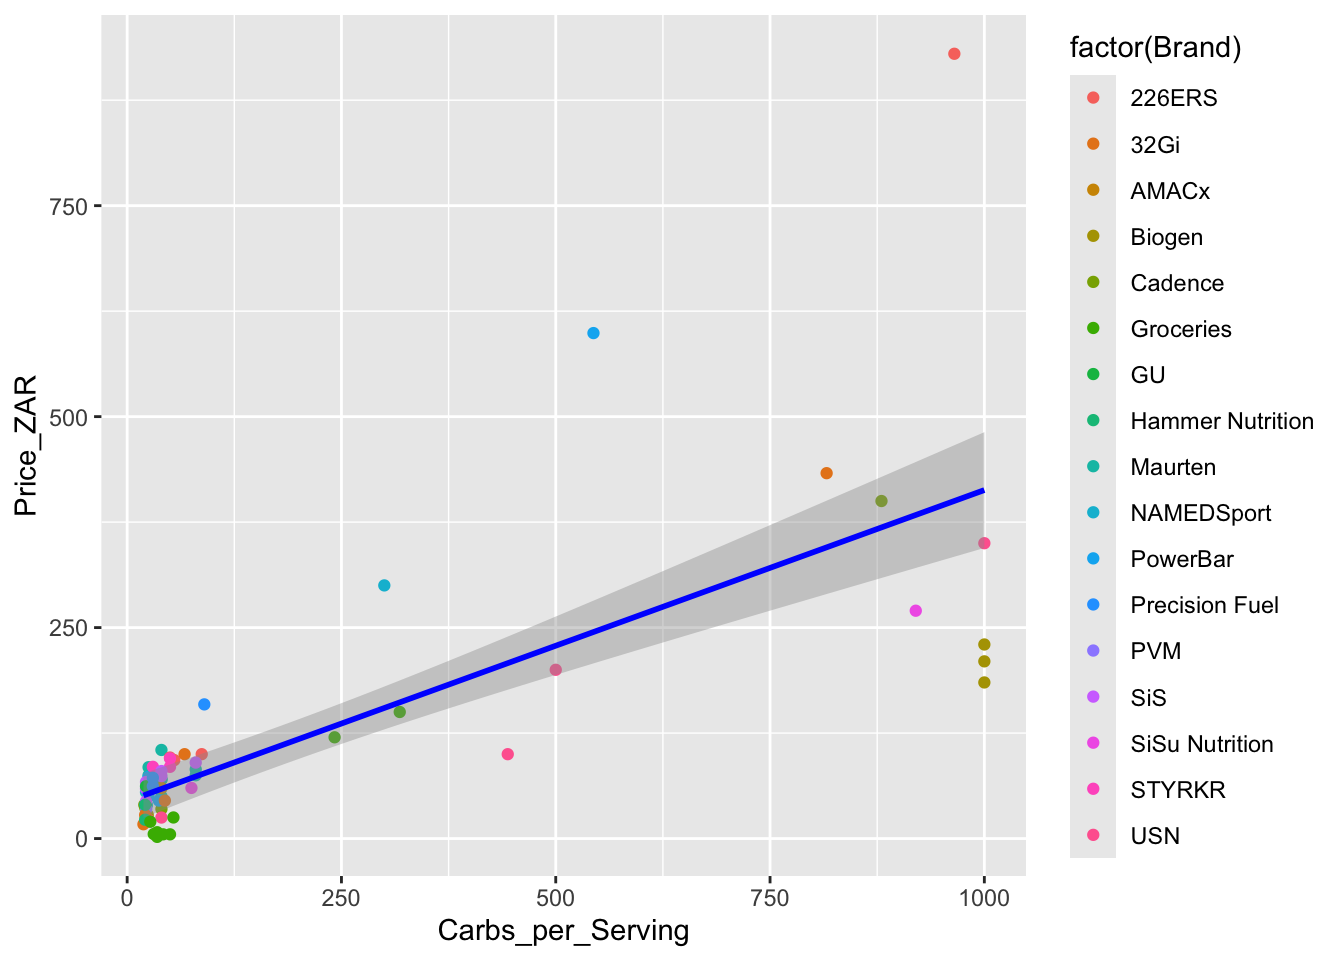 factor(Brand)
226ERS
32Gi
AMACx
Biogen
Cadence
Groceries
GU
Hammer Nutrition
Maurten
NAMEDSport
PowerBar
Precision Fuel
PVM
SiS
SiSu Nutrition
STYRKR
USN
Price_ZAR
750
500
250
0
0 250 500 750 1000
Carbs_per_Serving